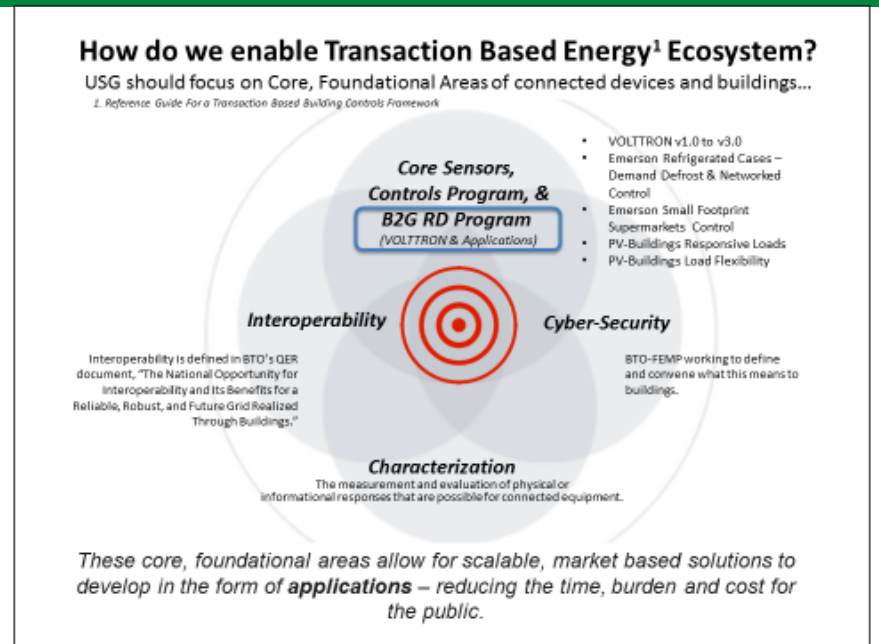 How do we enable Transaction Based Energy¹ Ecosystem?
USG should focus on Core, Foundational Areas of connected devices and buildings...
1. Reference Guide For a Transaction Based Building Controls Framework
Core Sensors,
Controls Program, &
B2G RD Program
(VOLTTRON & Applications)
• VOLTTRON v1.0 to v3.0
• Emerson Refrigerated Cases –
Demand Defrost & Networked
Control
• Emerson Small Footprint
Supermarkets Control
• PV-Buildings Responsive Loads
• PV-Buildings Load Flexibility
Interoperability
Interoperability is defined in BTO's QER
document, "The National Opportunity for
Interoperability and Its Benefits for a
Reliable, Robust, and Future Grid Realized
Through Buildings."
Cyber-Security
BTO-FEMP working to define
and convene what this means to
buildings.
Characterization
The measurement and evaluation of physical or
informational responses that are possible for connected equipment.
These core, foundational areas allow for scalable, market based solutions to
develop in the form of applications – reducing the time, burden and cost for
the public.